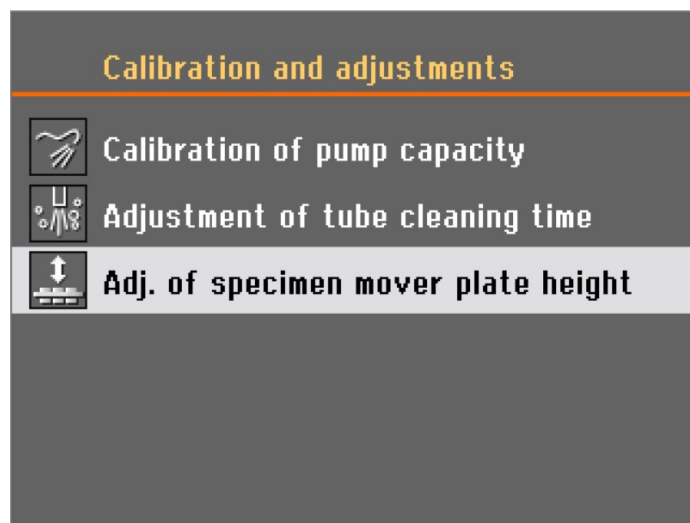 Calibration and adjustments
Calibration of pump capacity
Adjustment of tube cleaning time
Adj. of specimen mover plate height